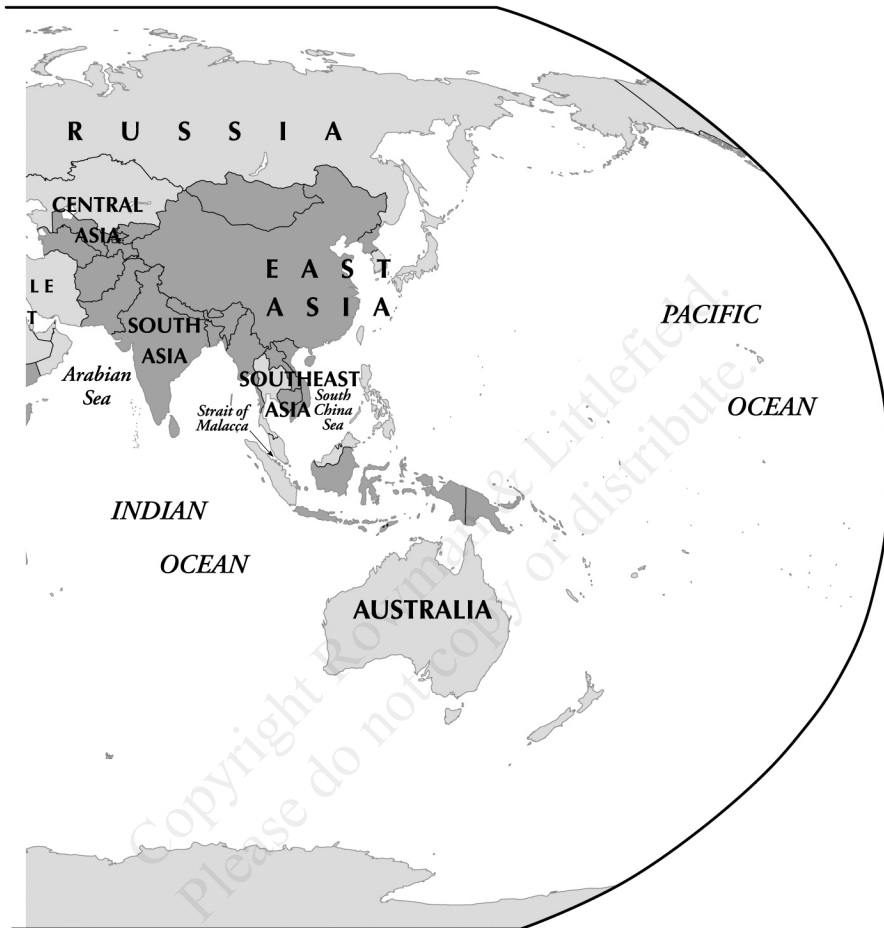 R U S S I A
CENTRAL
ASIA
E A S T
A S I A
L E
T
SOUTH
ASIA
PACIFIC
OCEAN
Arabian
Sea
SOUTHEAST
ASIA
South
China
Sea
Strait of
Malacca
INDIAN
OCEAN
AUSTRALIA
Copyright Rowman & Littlefield.
Please do not copy or distribute.